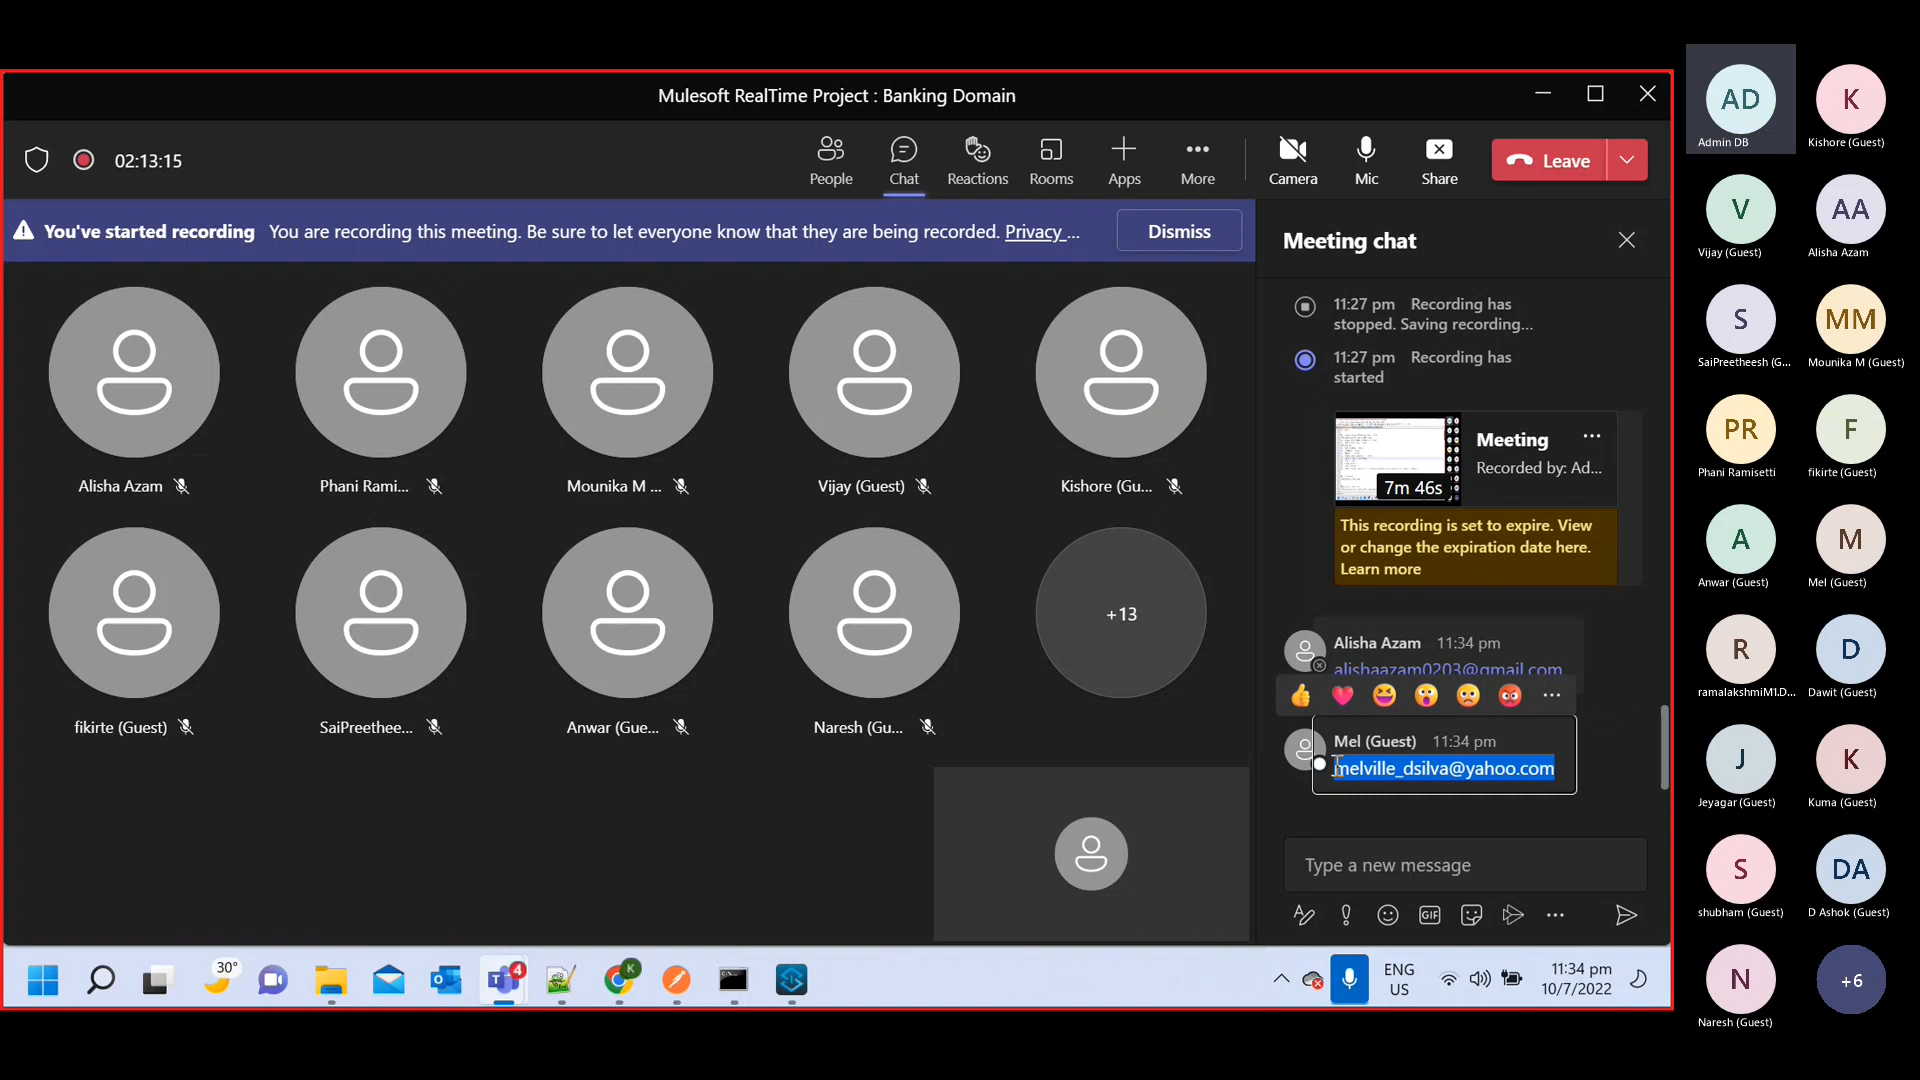 Mulesoft RealTime Project : Banking Domain
02:13:15
People
Chat
Reactions
Rooms
Apps
More
Camera
Mic
Share
Leave
You've started recording You are recording this meeting. Be sure to let everyone know that they are being recorded. Privacy ...
Dismiss
Alisha Azam
Phani Rami...
Mounika M ...
Vijay (Guest)
Kishore (Gu...
fikirte (Guest)
SaiPreethee...
Anwar (Gue...
Naresh (Gu...
+13
Meeting chat
11:27 pm Recording has
stopped. Saving recording...
11:27 pm Recording has
started
Meeting
Recorded by: Ad...
7m 46s
This recording is set to expire. View
or change the expiration date here.
Learn more
Alisha Azam 11:34 pm
alishaazam0203@gmail.com
Mel (Guest) 11:34 pm
melville_dsilva@yahoo.com
Type a new message
GIF
30°
4
K
ENG
US
11:34 pm
10/7/2022
AD
Admin DB
K
Kishore (Guest)
V
Vijay (Guest)
AA
Alisha Azam
S
SaiPreetheesh (G...
MM
Mounika M (Guest)
PR
Phani Ramisetti
F
fikirte (Guest)
A
Anwar (Guest)
M
Mel (Guest)
R
ramalakshmiM1.D...
D
Dawit (Guest)
J
Jeyagar (Guest)
K
Kuma (Guest)
S
shubham (Guest)
DA
D Ashok (Guest)
N
Naresh (Guest)
+6